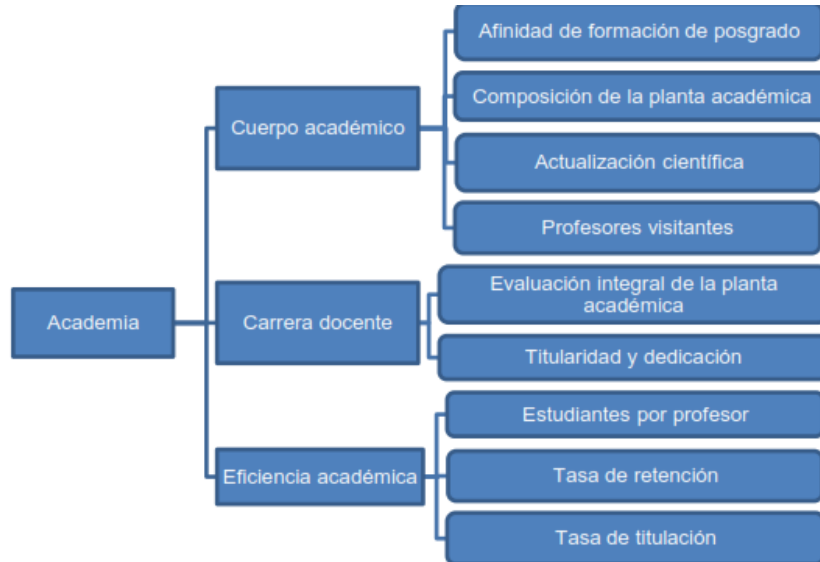 Academia
Cuerpo académico
Afinidad de formación de posgrado
Composición de la planta académica
Actualización científica
Profesores visitantes
Carrera docente
Evaluación integral de la planta
académica
Titularidad y dedicación
Eficiencia académica
Estudiantes por profesor
Tasa de retención
Tasa de titulación